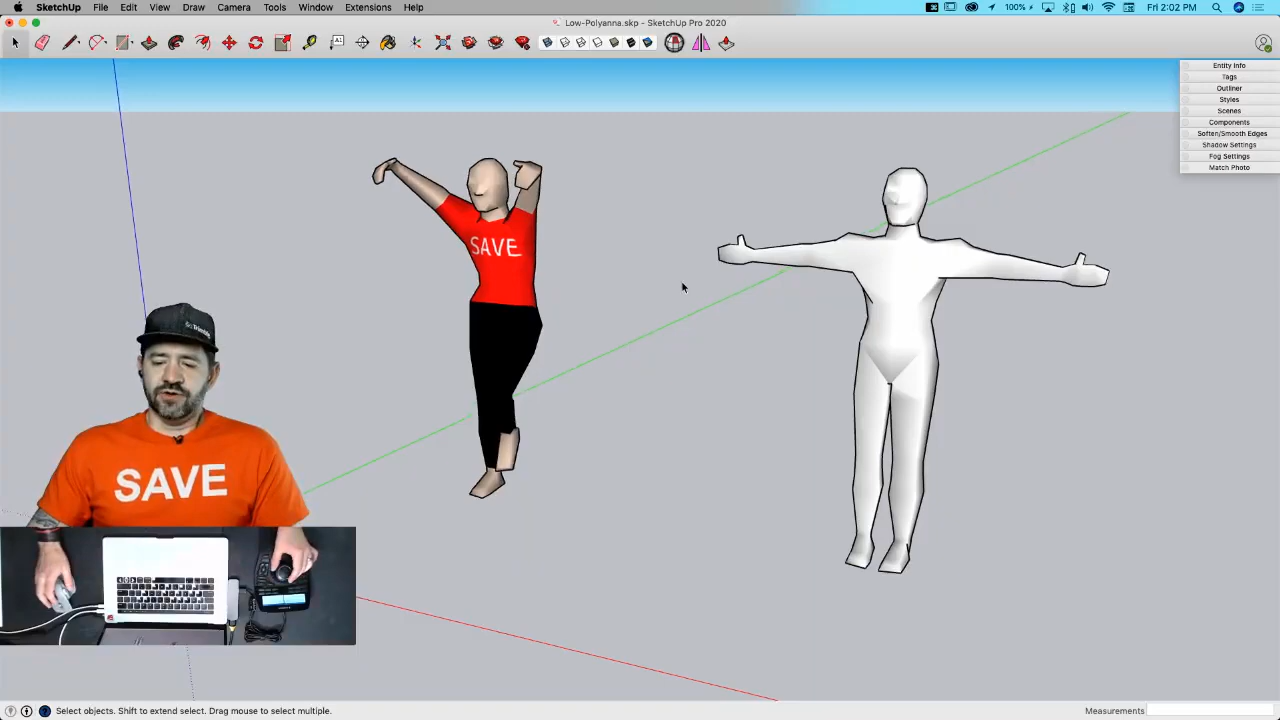 SketchUp File Edit View Draw Camera Tools Window Extensions Help 100% Fri 2:02 PM
Low-Polyanna.skp - SketchUp Pro 2020
Entity Info
Tags
Outliner
Styles
Scenes
Components
Soften/Smooth Edges
Shadow Settings
Fog Settings
Match Photo
SAVE
Trimble
SAVE
Select objects. Shift to extend select. Drag mouse to select multiple. Measurements